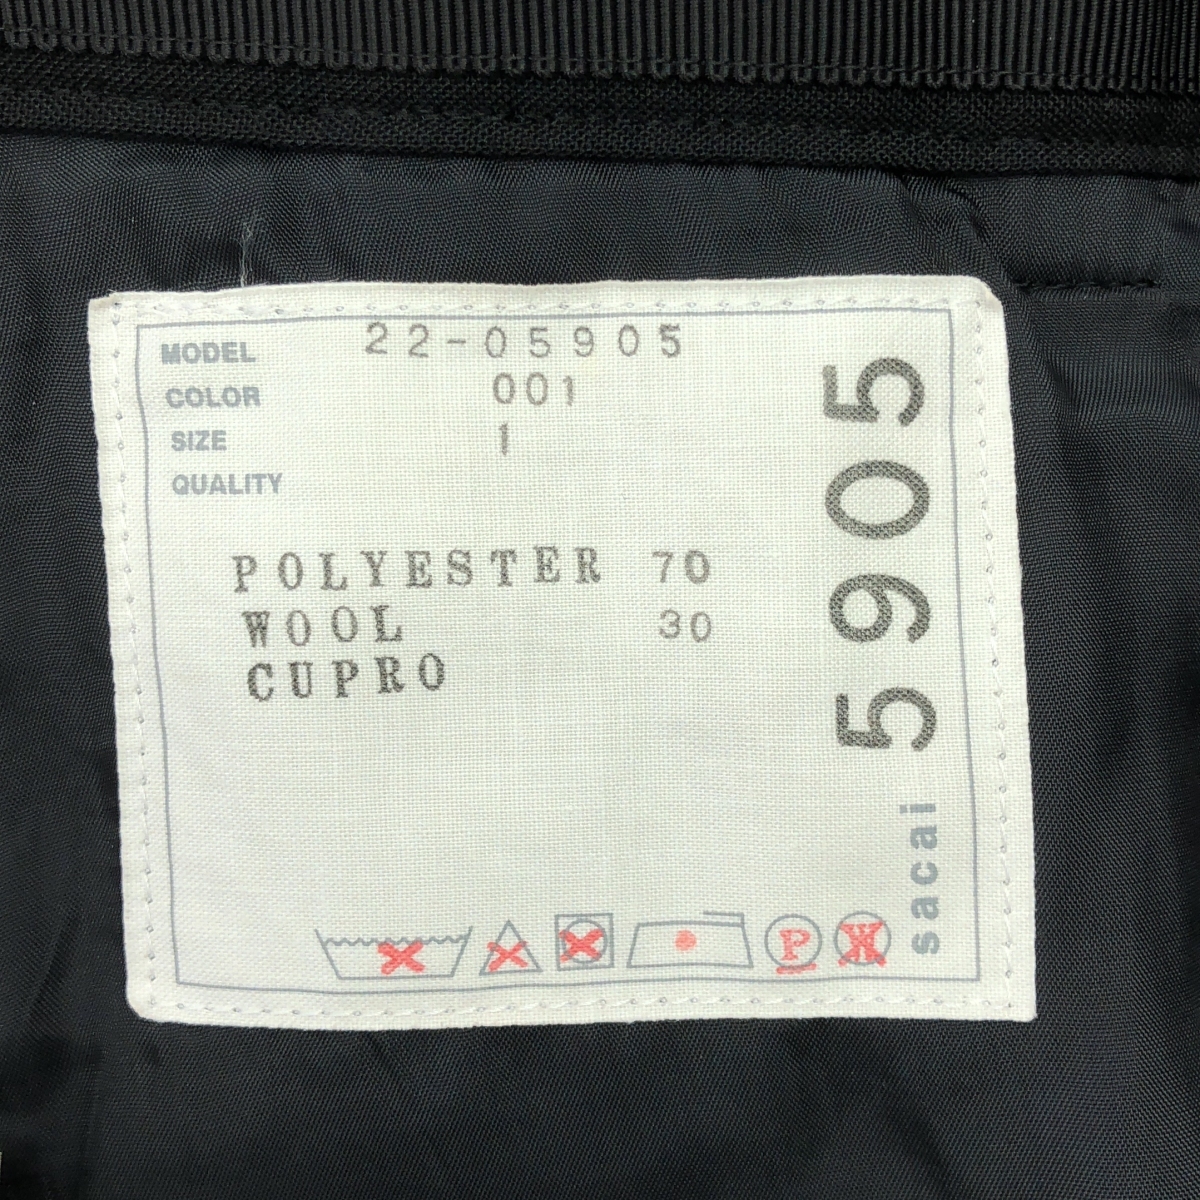 MODEL 22-05905
COLOR 001
SIZE 1
QUALITY
POLYESTER 70
WOOL 30
CUPRO
sacai 5905
P W